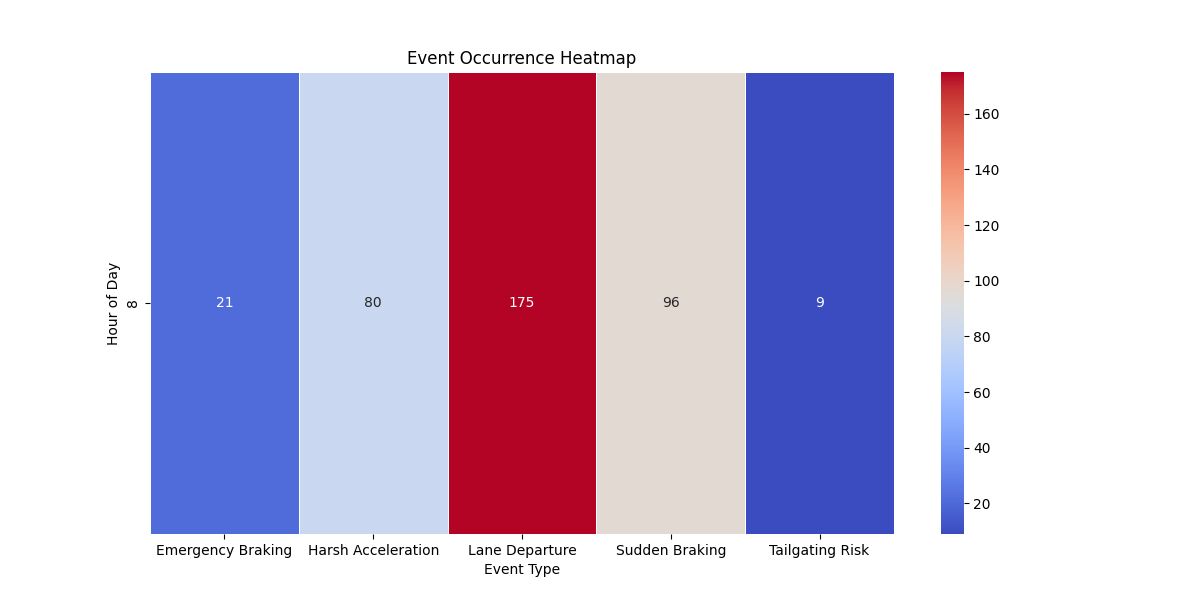 Event Occurrence Heatmap
Hour of Day
8
21 80 175 96 9
Emergency Braking Harsh Acceleration Lane Departure Sudden Braking Tailgating Risk
Event Type
160
140
120
100
80
60
40
20